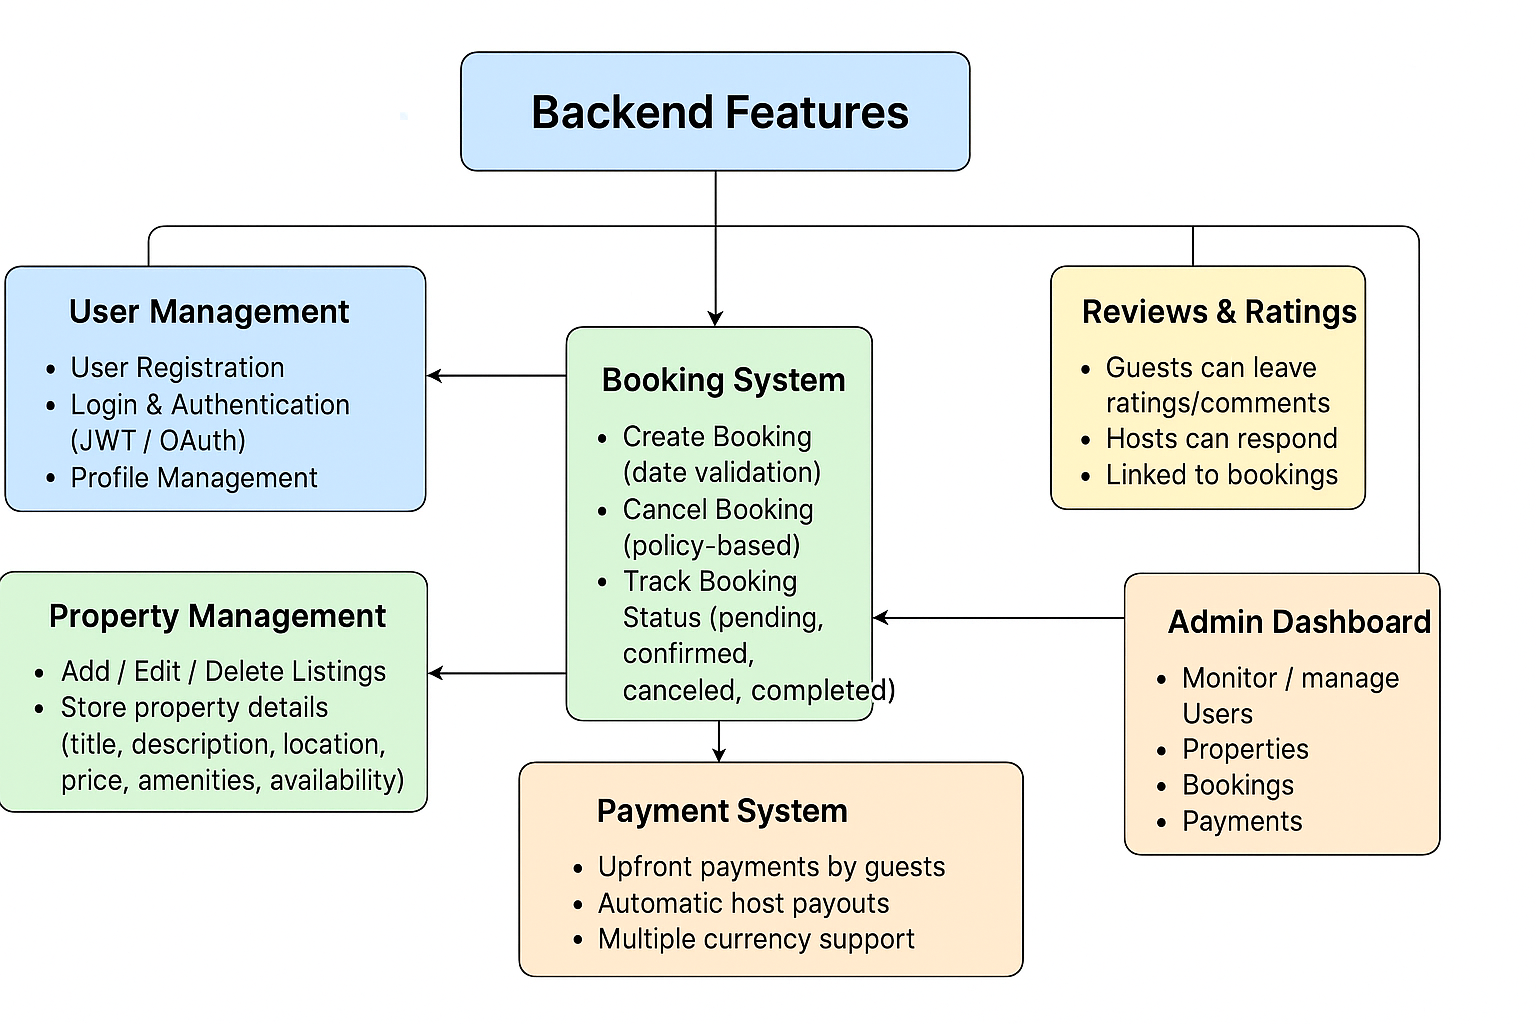 Backend Features
User Management
• User Registration
• Login & Authentication
(JWT / OAuth)
• Profile Management
Booking System
• Create Booking
(date validation)
• Cancel Booking
(policy-based)
• Track Booking
Status (pending,
confirmed,
canceled, completed)
Reviews & Ratings
• Guests can leave
ratings/comments
• Hosts can respond
• Linked to bookings
Property Management
• Add / Edit / Delete Listings
• Store property details
(title, description, location,
price, amenities, availability)
Admin Dashboard
• Monitor / manage
Users
• Properties
• Bookings
• Payments
Payment System
• Upfront payments by guests
• Automatic host payouts
• Multiple currency support